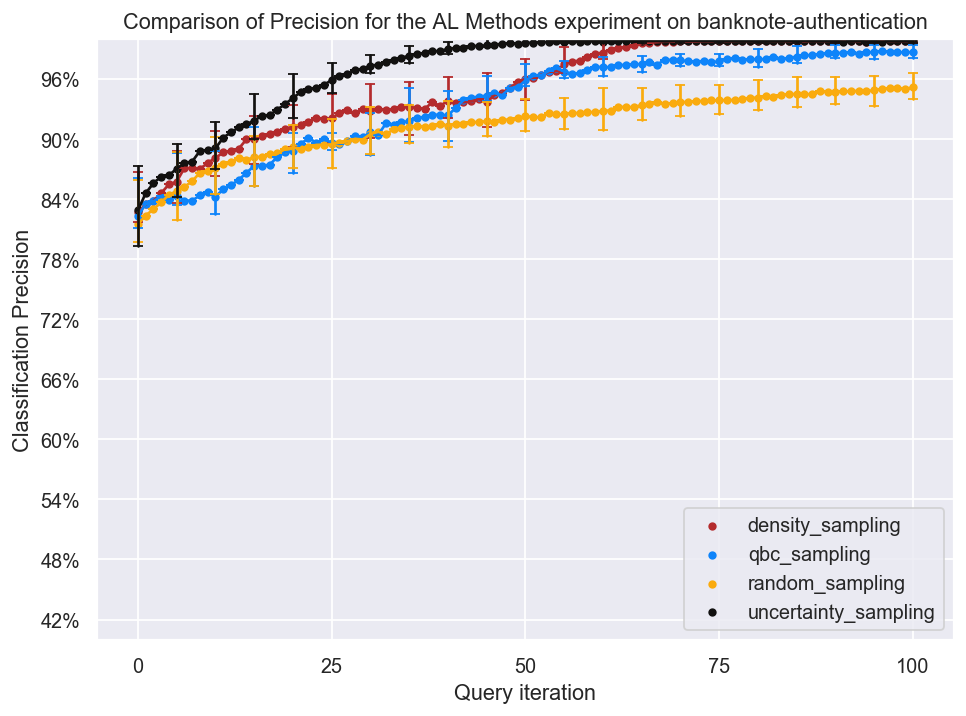 Comparison of Precision for the AL Methods experiment on banknote-authentication
Classification Precision
96%
90%
84%
78%
72%
66%
60%
54%
48%
42%
density_sampling
qbc_sampling
random_sampling
uncertainty_sampling
0 25 50 75 100
Query iteration